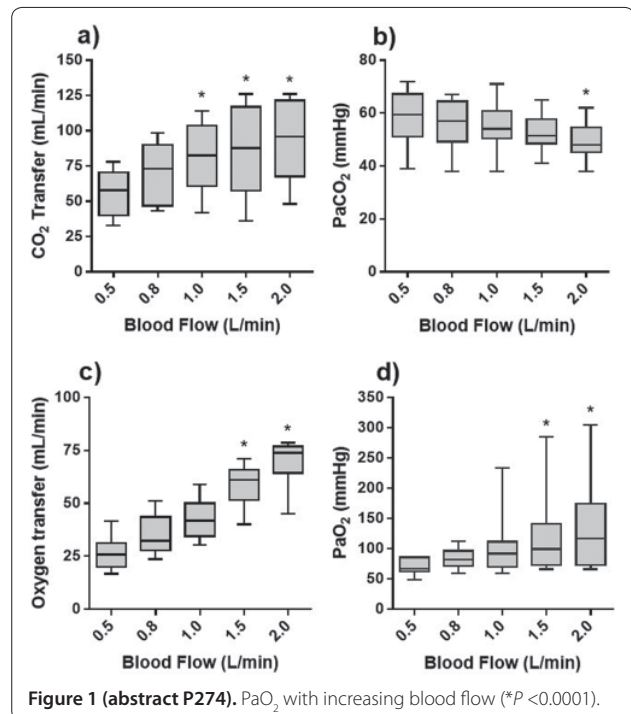 a)
CO₂ Transfer (mL/min)
150
125
100
75
50
25
0
* * *
0.5 0.8 1.0 1.5 2.0
Blood Flow (L/min)
b)
PaCO₂ (mmHg)
80
60
40
20
0
*
0.5 0.8 1.0 1.5 2.0
Blood Flow (L/min)
c)
Oxygen transfer (mL/min)
100
75
50
25
0
* *
0.5 0.8 1.0 1.5 2.0
Blood Flow (L/min)
d)
PaO₂ (mmHg)
350
300
250
200
150
100
50
0
* *
0.5 0.8 1.0 1.5 2.0
Blood Flow (L/min)
Figure 1 (abstract P274). PaO₂ with increasing blood flow (*P <0.0001).